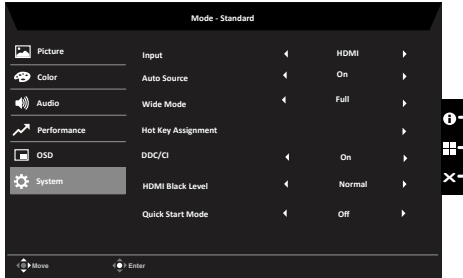 Mode - Standard
Picture
Input HDMI
Color
Auto Source On
Audio
Wide Mode Full
Performance
Hot Key Assignment
OSD
DDC/CI On
System
HDMI Black Level Normal
Quick Start Mode Off
Move Enter